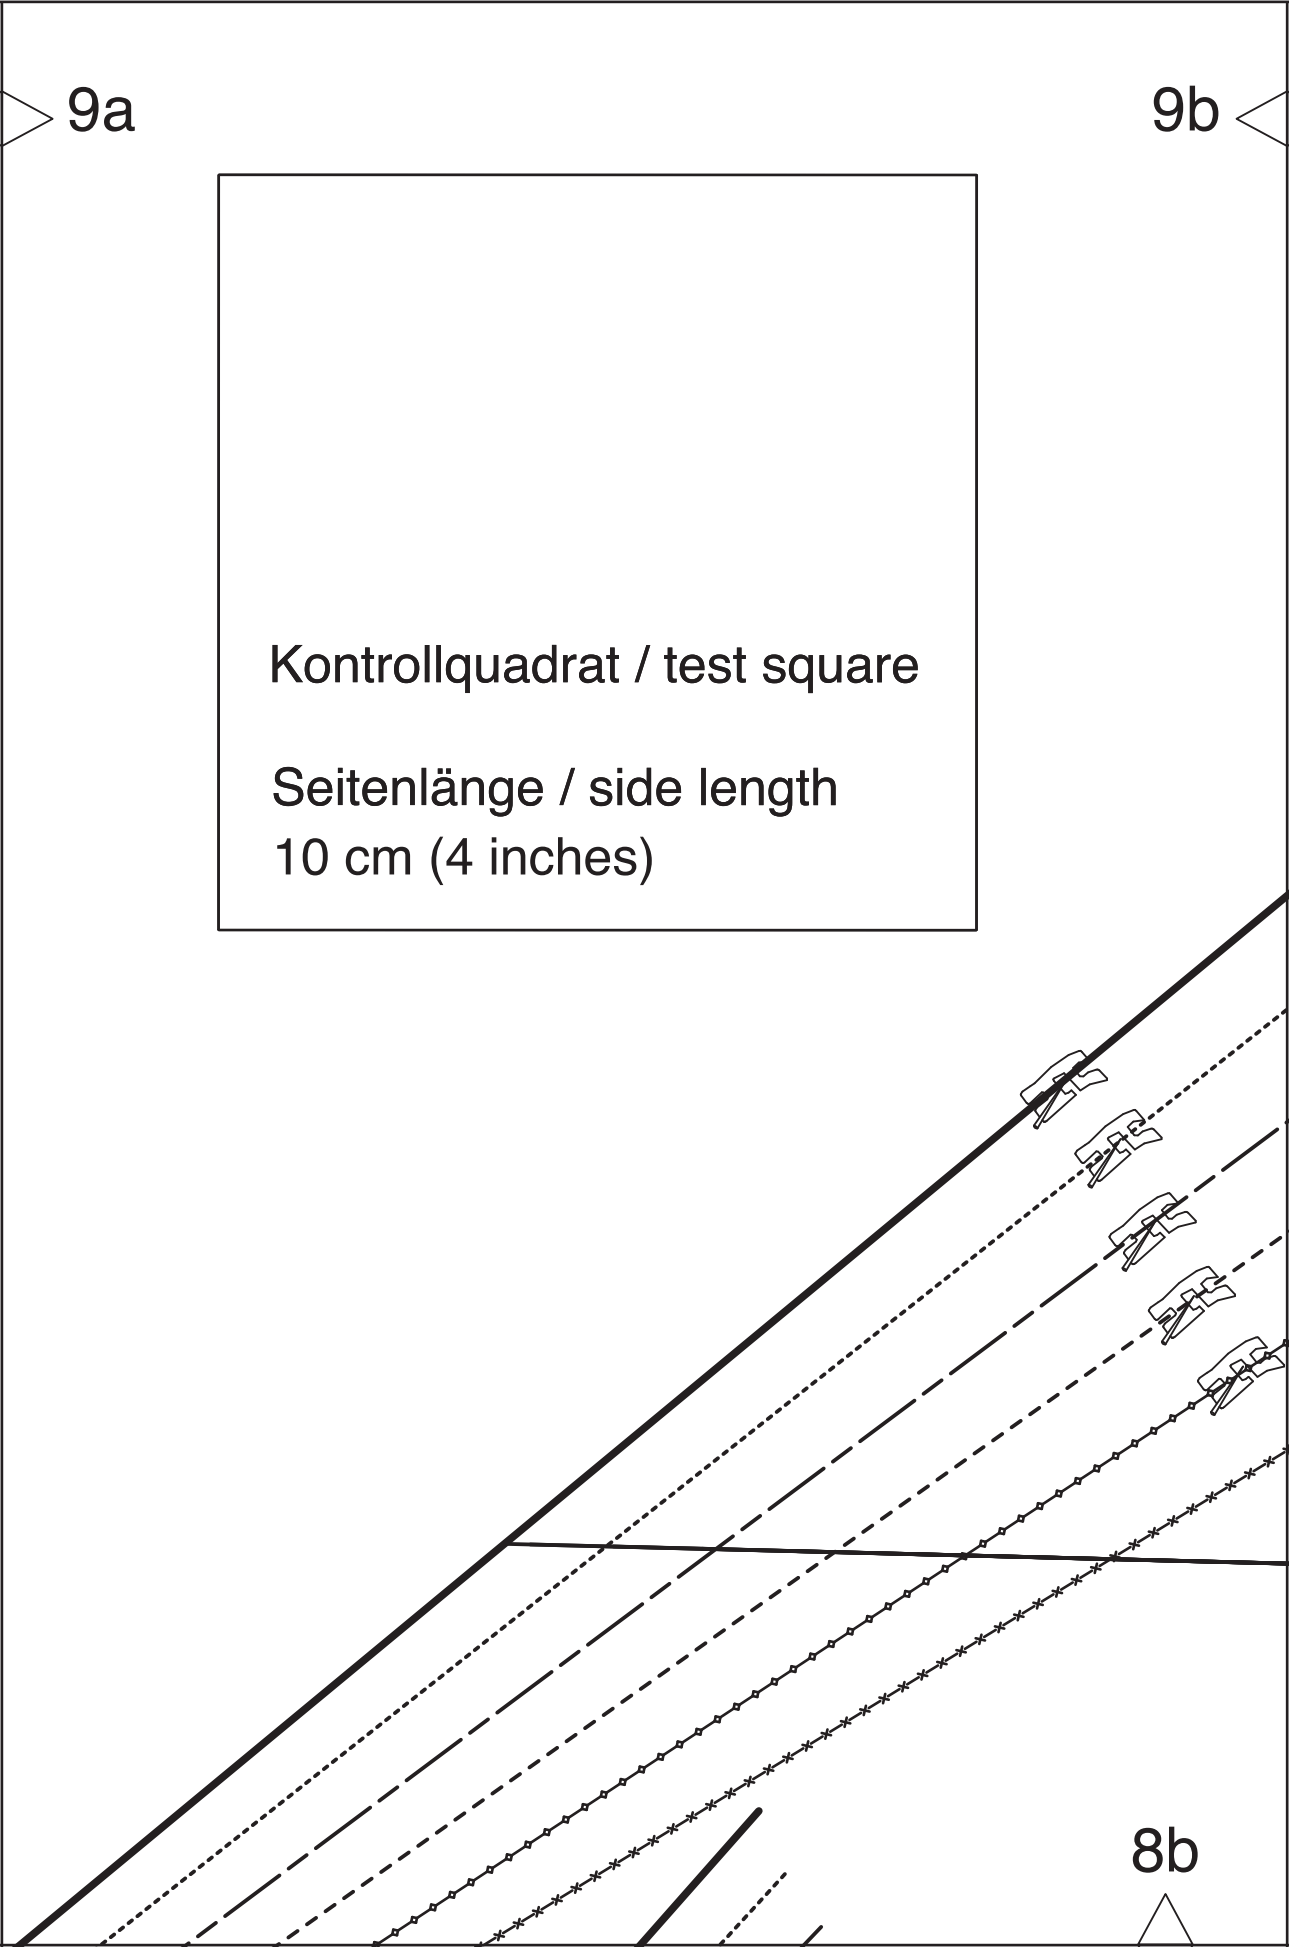 9a
9b
Kontrollquadrat / test square
Seitenlänge / side length
10 cm (4 inches)
8b